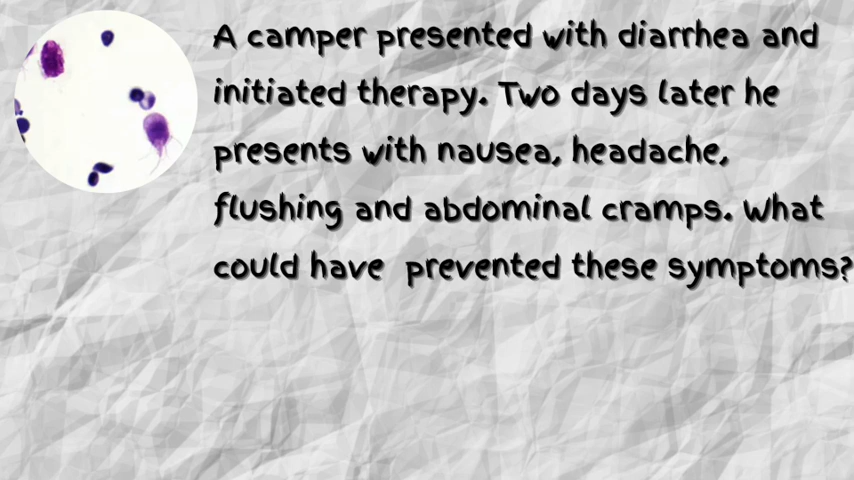 A camper presented with diarrhea and
initiated therapy. Two days later he
presents with nausea, headache,
flushing and abdominal cramps. What
could have prevented these symptoms?